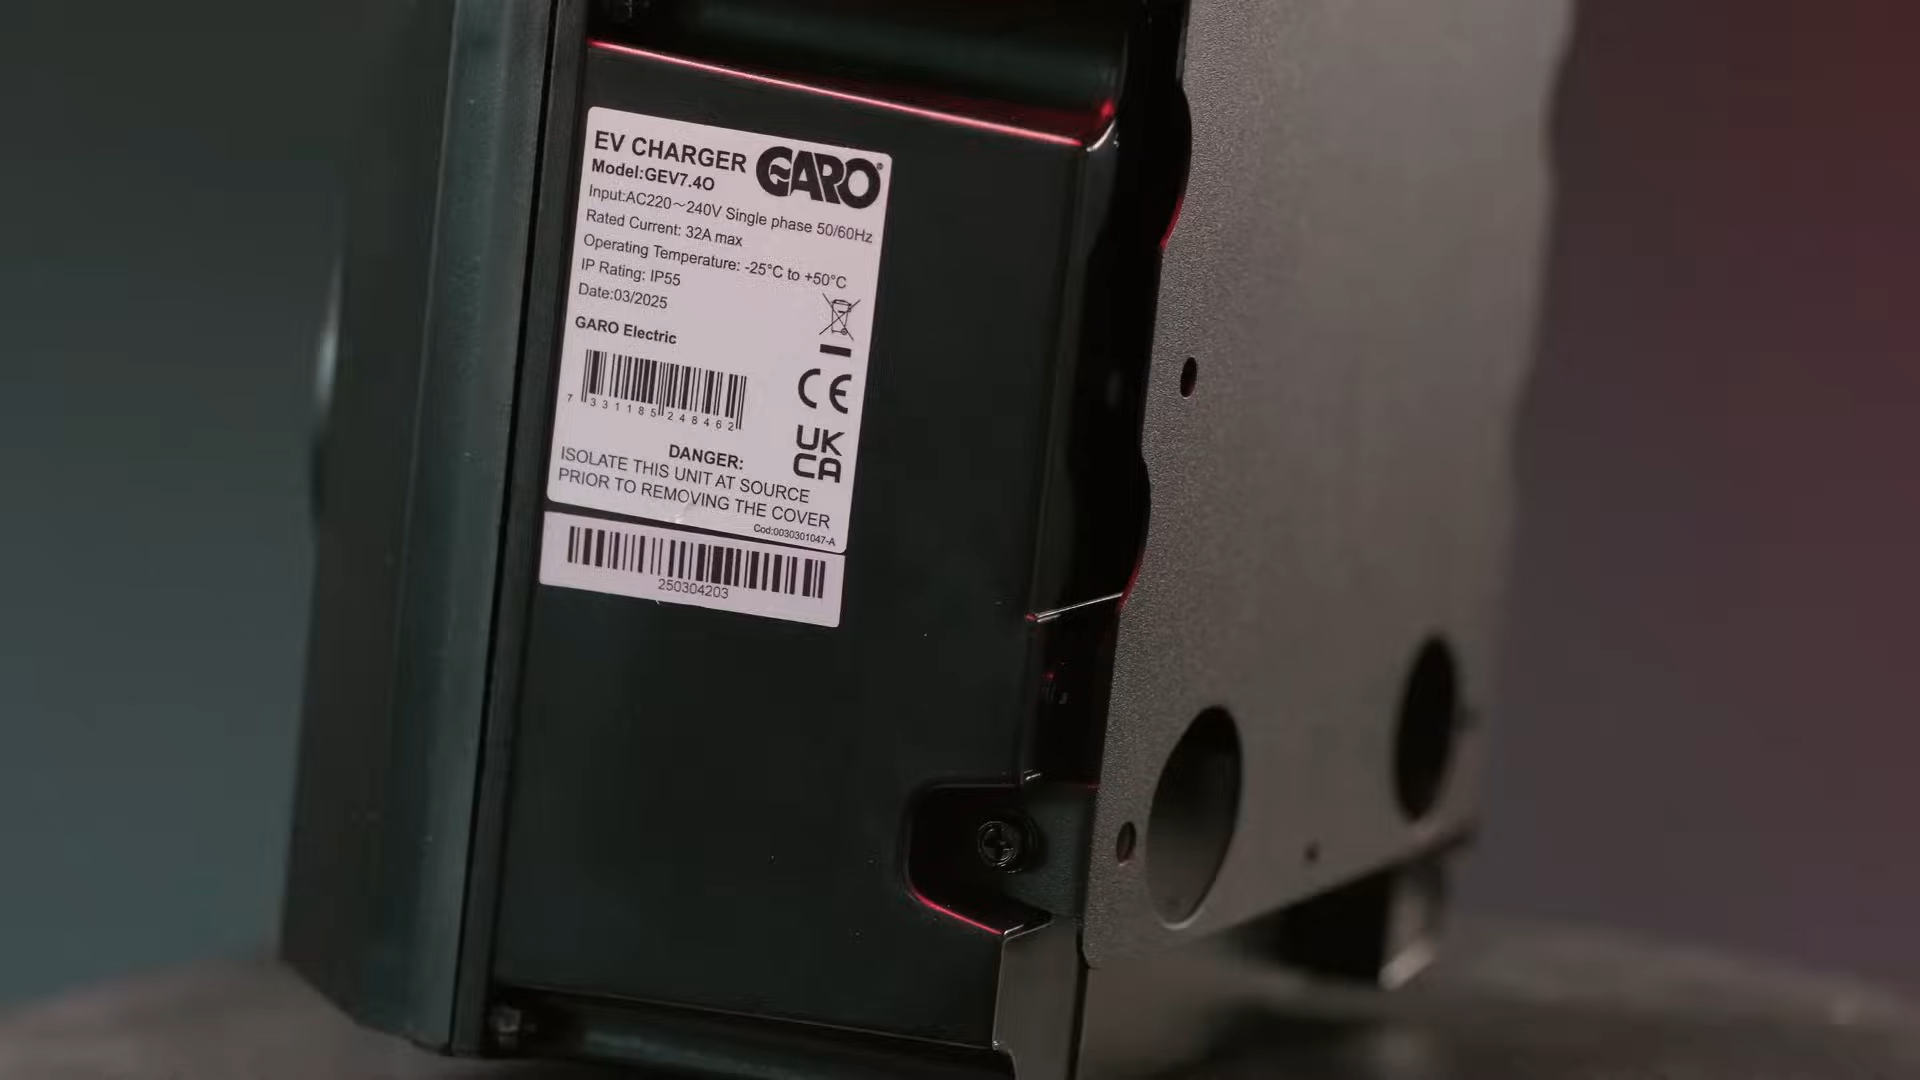 EV CHARGER GARO®
Model:GEV7.4O
Input:AC220～240V Single phase 50/60Hz
Rated Current: 32A max
Operating Temperature: -25°C to +50°C
IP Rating: IP55
Date:03/2025
GARO Electric
7 331185 248462
CE
UK
CA
DANGER:
ISOLATE THIS UNIT AT SOURCE
PRIOR TO REMOVING THE COVER
Cod:0030301047-A
250304203